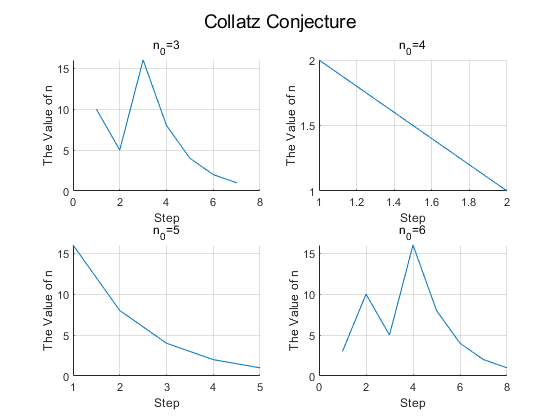 Collatz Conjecture
n₀=3
The Value of n
15
10
5
0
0 2 4 6 8
Step
n₀=4
The Value of n
2
1.5
1
1 1.2 1.4 1.6 1.8 2
Step
n₀=5
The Value of n
15
10
5
0
1 2 3 4 5
Step
n₀=6
The Value of n
15
10
5
0
0 2 4 6 8
Step